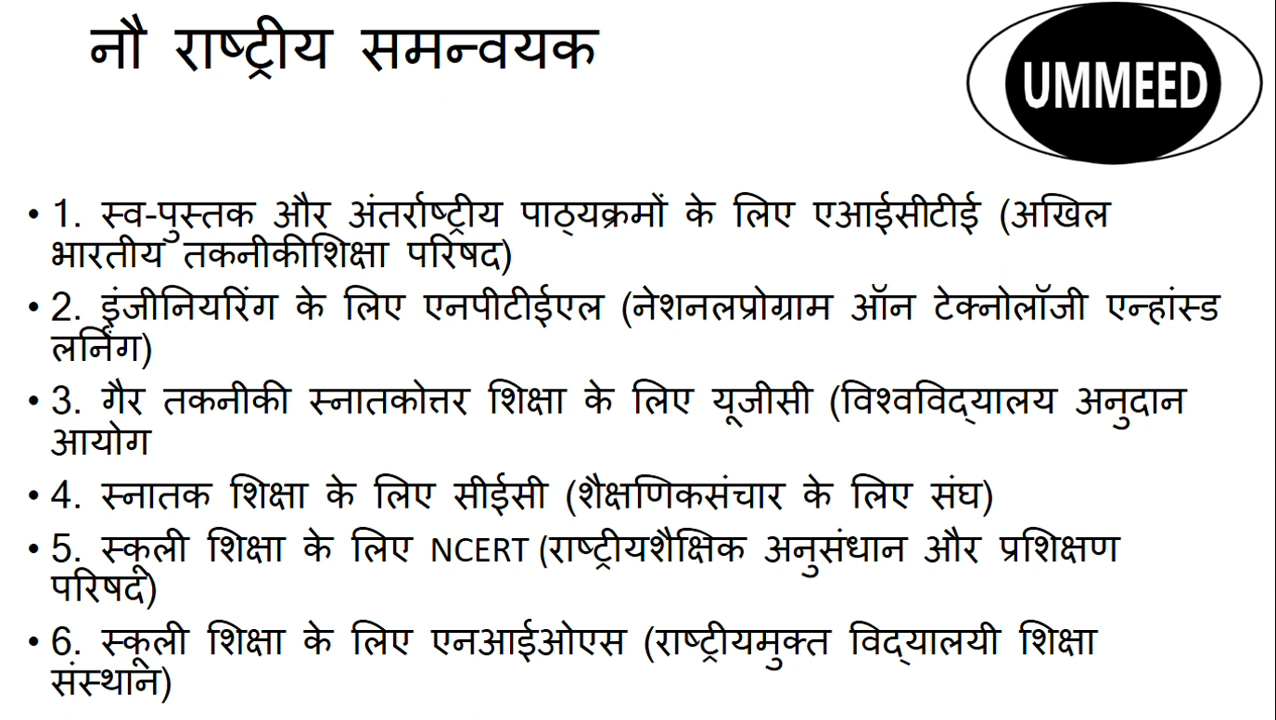 नौ राष्ट्रीय समन्वयक
UMMEED
• 1. स्व-पुस्तक और अंतर्राष्ट्रीय पाठ्यक्रमों के लिए एआईसीटीई (अखिल
भारतीय तकनीकीशिक्षा परिषद)
• 2. इंजीनियरिंग के लिए एनपीटीईएल (नेशनलप्रोग्राम ऑन टेक्नोलॉजी एन्हांस्ड
लर्निंग)
• 3. गैर तकनीकी स्नातकोत्तर शिक्षा के लिए यूजीसी (विश्वविद्यालय अनुदान
आयोग
• 4. स्नातक शिक्षा के लिए सीईसी (शैक्षणिकसंचार के लिए संघ)
• 5. स्कूली शिक्षा के लिए NCERT (राष्ट्रीयशैक्षिक अनुसंधान और प्रशिक्षण
परिषद)
• 6. स्कूली शिक्षा के लिए एनआईओएस (राष्ट्रीयमुक्त विद्यालयी शिक्षा
संस्थान)